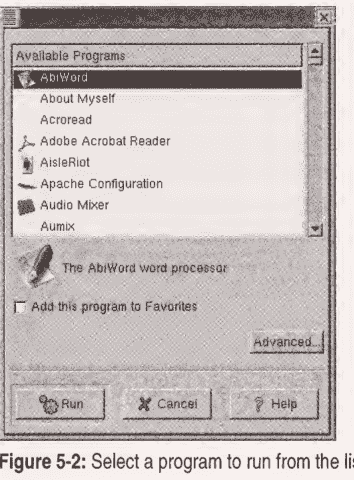 Available Programs
AbiWord
About Myself
Acroread
Adobe Acrobat Reader
AisleRiot
Apache Configuration
Audio Mixer
Aumix
The AbiWord word processor
Add this program to Favorites
Advanced...
Run
Cancel
Help
Figure 5-2: Select a program to run from the lis